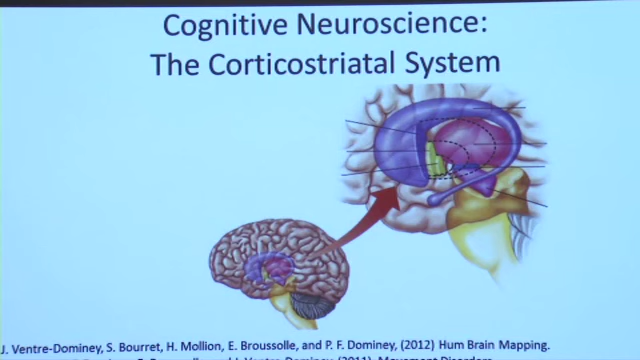 Cognitive Neuroscience:
The Corticostriatal System
J. Ventre-Dominey, S. Bourret, H. Mollion, E. Broussolle, and P. F. Dominey, (2012) Hum Brain Mapping.